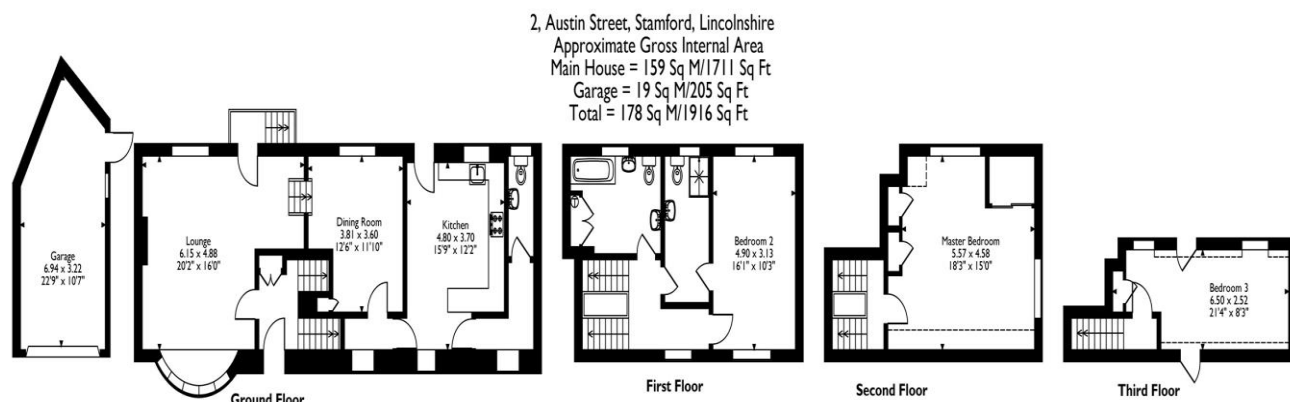 2, Austin Street, Stamford, Lincolnshire
Approximate Gross Internal Area
Main House = 159 Sq M/1711 Sq Ft
Garage = 19 Sq M/205 Sq Ft
Total = 178 Sq M/1916 Sq Ft
Garage
6.94 x 3.22
22'9" x 10'7"
Lounge
6.15 x 4.88
20'2" x 16'0"
Dining Room
3.81 x 3.60
12'6" x 11'10"
Kitchen
4.80 x 3.70
15'9" x 12'2"
Ground Floor
Bedroom 2
4.90 x 3.13
16'1" x 10'3"
First Floor
Master Bedroom
5.57 x 4.58
18'3" x 15'0"
Second Floor
Bedroom 3
6.50 x 2.52
21'4" x 8'3"
Third Floor